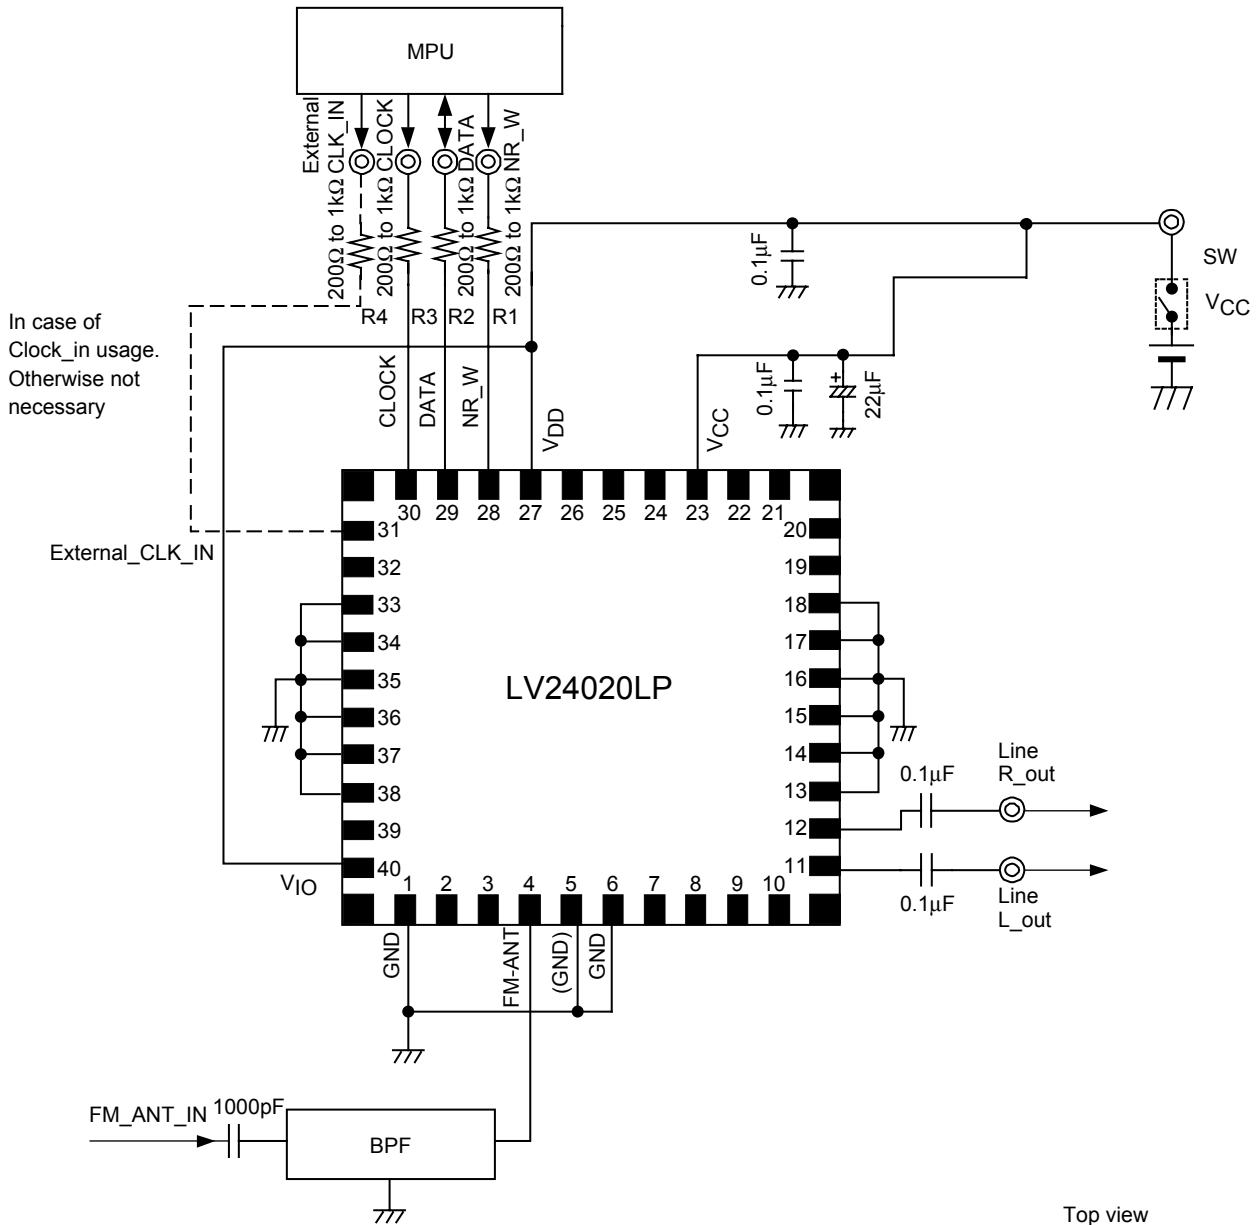 MPU
External
CLK_IN
CLOCK
DATA
NR_W
200Ω to 1kΩ
200Ω to 1kΩ
200Ω to 1kΩ
200Ω to 1kΩ
R4
R3
R2
R1
0.1μF
SW
VCC
In case of
Clock_in usage.
Otherwise not
necessary
CLOCK
DATA
NR_W
VDD
VCC
0.1μF
+
22μF
30
29
28
27
26
25
24
23
22
21
External_CLK_IN
31
32
33
34
35
36
37
38
39
40
VIO
LV24020LP
20
19
18
17
16
15
14
13
12
11
0.1μF
Line
R_out
0.1μF
Line
L_out
1
2
3
4
5
6
7
8
9
10
GND
FM-ANT
(GND)
GND
FM_ANT_IN
1000pF
BPF
Top view